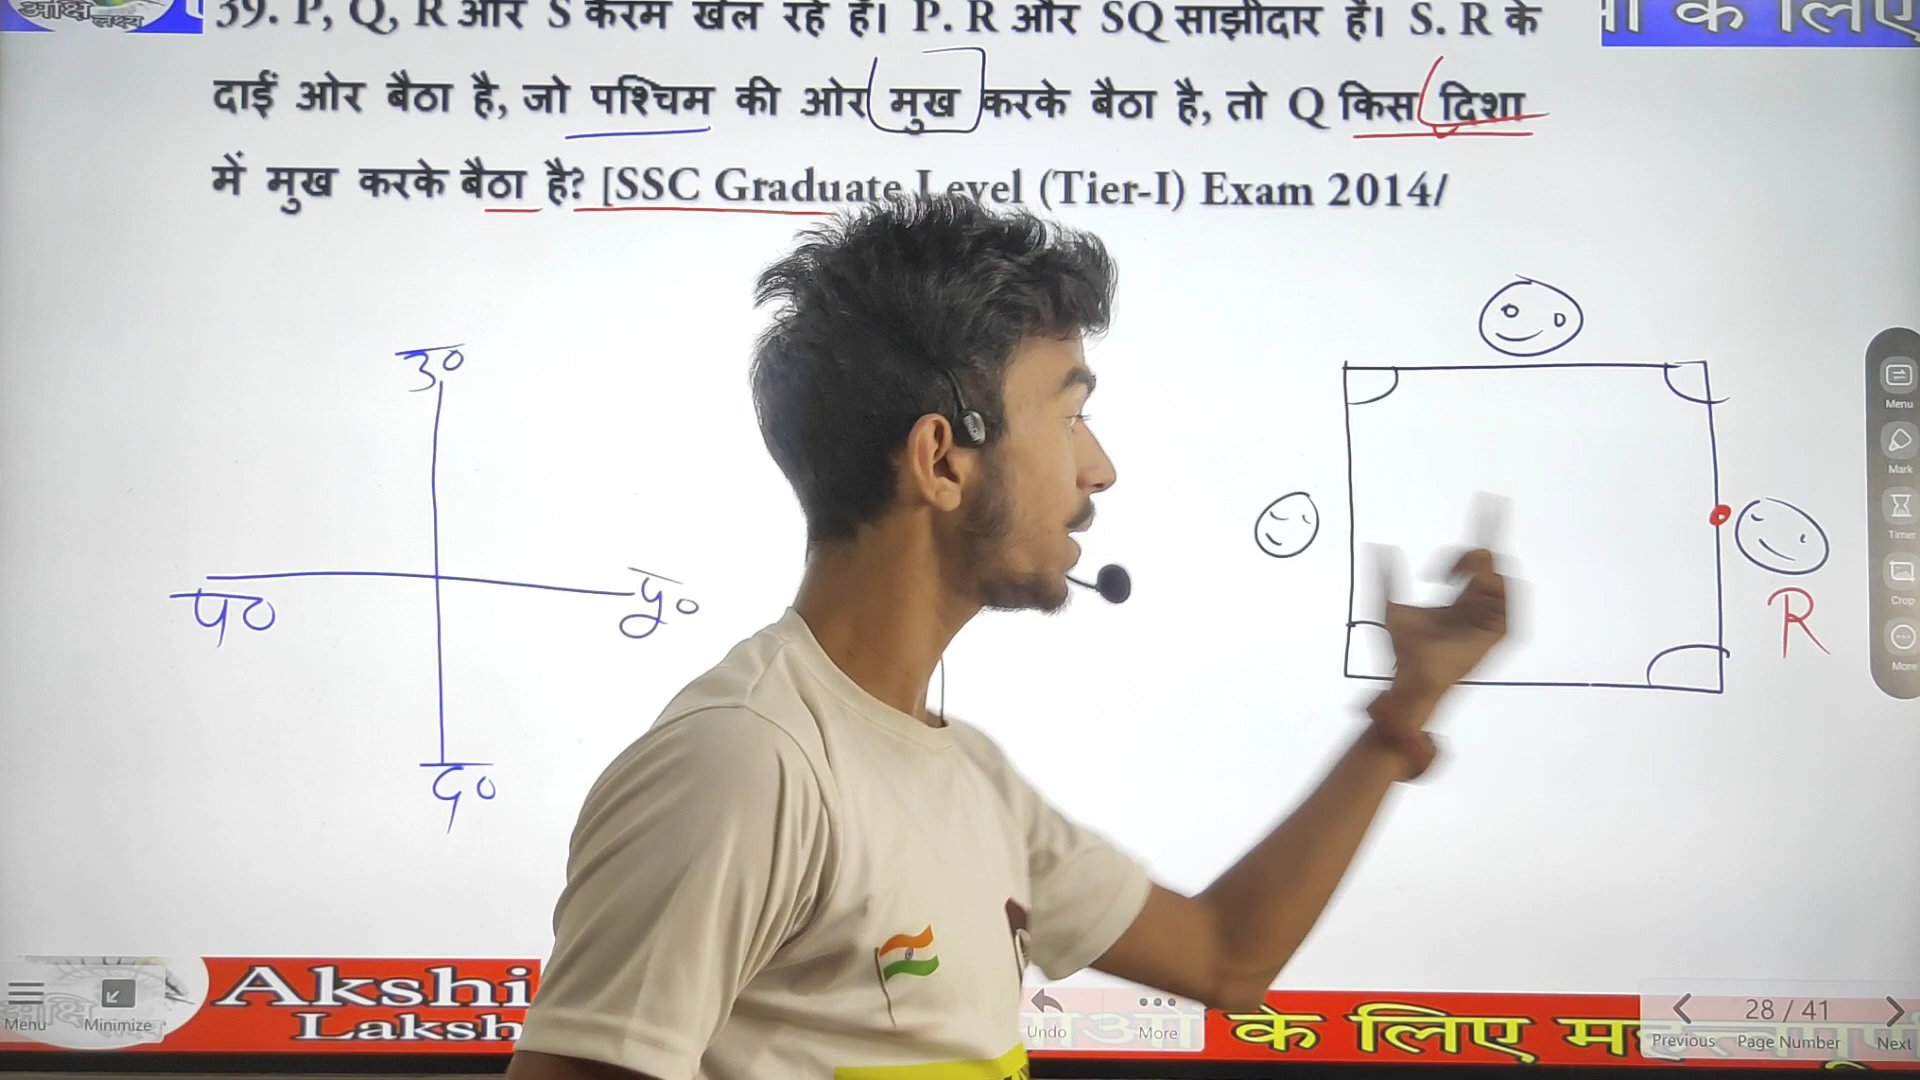 39. P, Q, R और S कैरम खेल रहे हैं। P. R और SQ साझीदार हैं। S. R के
दाईं ओर बैठा है, जो पश्चिम की ओर मुख करके बैठा है, तो Q किस दिशा
में मुख करके बैठा है? [SSC Graduate Level (Tier-I) Exam 2014/
के लिए
उ०
प०
पू०
द०
R
Menu
Mark
Timer
Crop
More
Akshi
Laksh
के लिए
Menu
Minimize
Undo
More
28 / 41
Previous
Page Number
Next